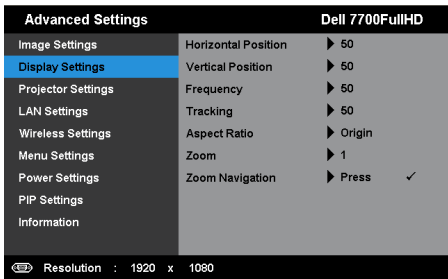 Advanced Settings Dell 7700FullHD
Image Settings Horizontal Position 50
Display Settings Vertical Position 50
Projector Settings Frequency 50
LAN Settings Tracking 50
Wireless Settings Aspect Ratio Origin
Menu Settings Zoom 1
Power Settings Zoom Navigation Press
PIP Settings
Information
Resolution : 1920 x 1080